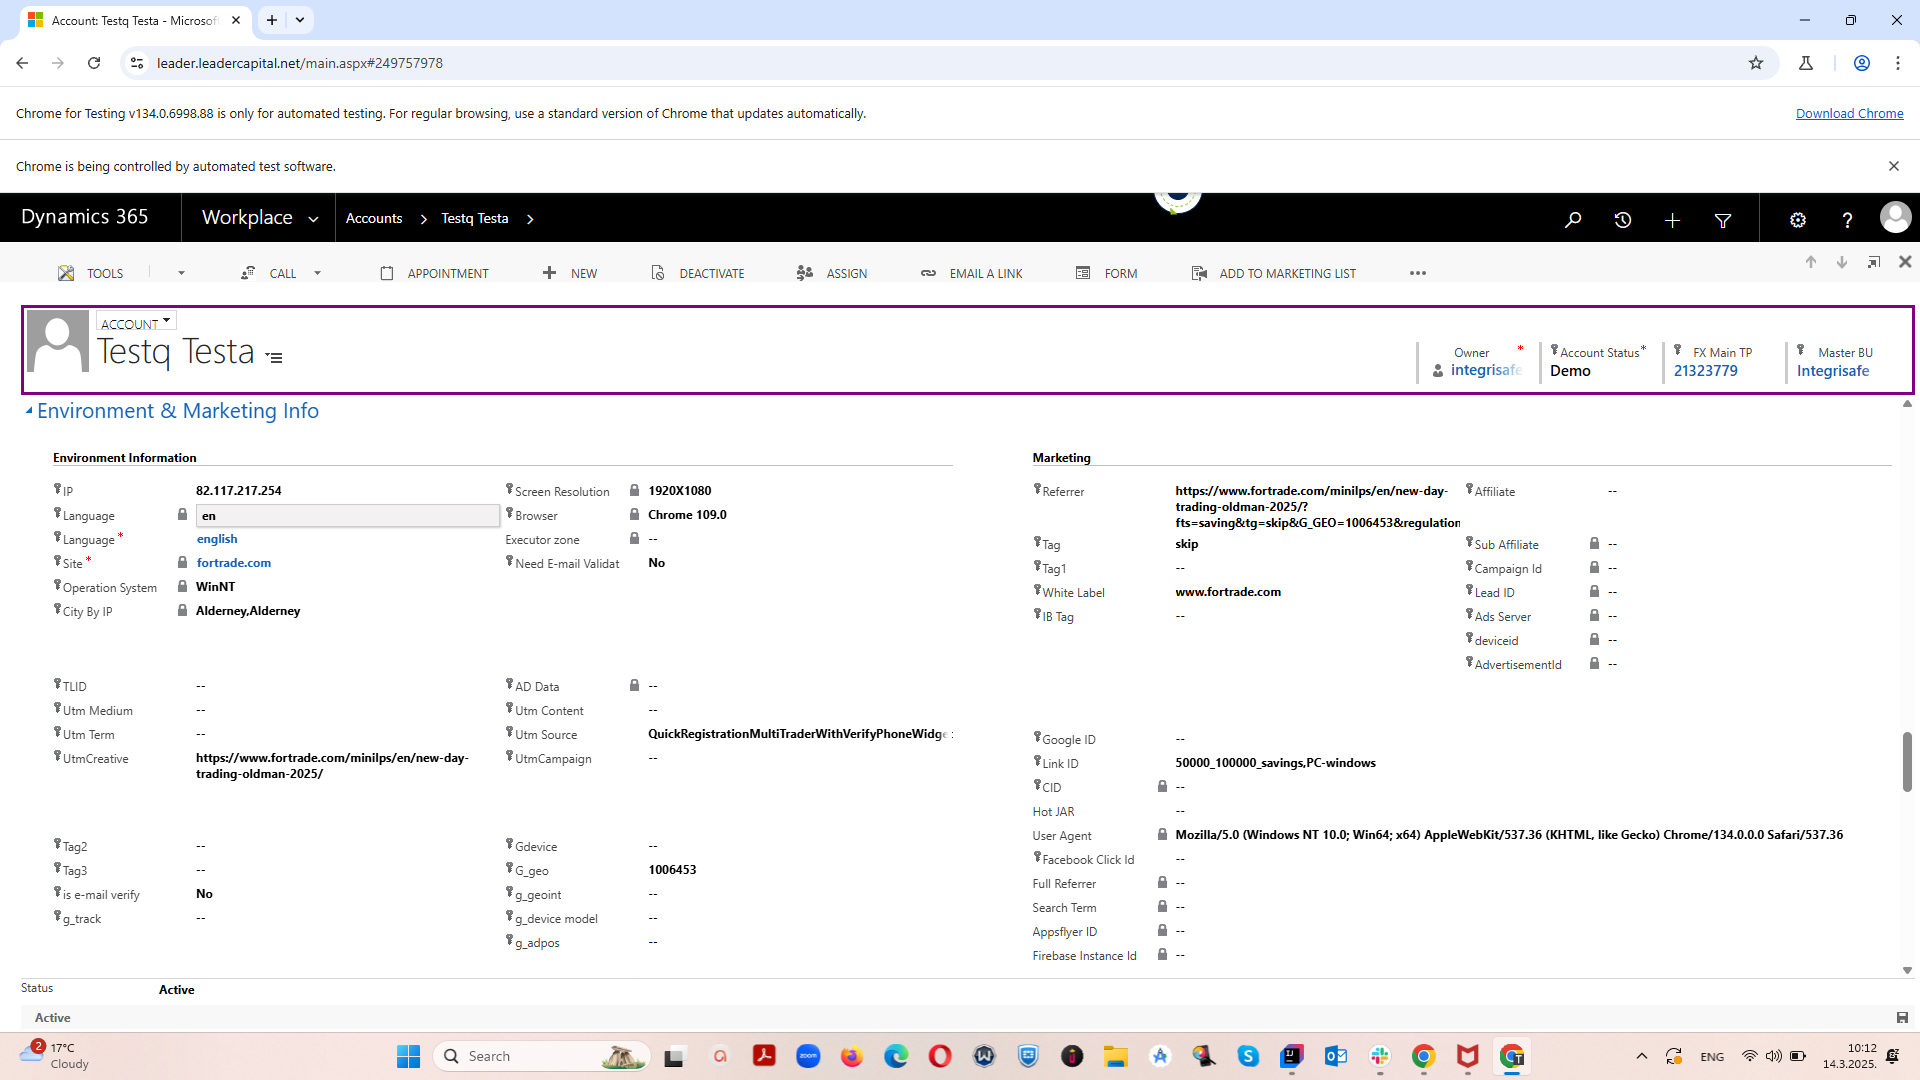 Account: Testq Testa - Microsof
leader.leadercapital.net/main.aspx#249757978
Chrome for Testing v134.0.6998.88 is only for automated testing. For regular browsing, use a standard version of Chrome that updates automatically.
Download Chrome
Chrome is being controlled by automated test software.
Dynamics 365
Workplace
Accounts
Testq Testa
TOOLS
CALL
APPOINTMENT
NEW
DEACTIVATE
ASSIGN
EMAIL A LINK
FORM
ADD TO MARKETING LIST
ACCOUNT
Testq Testa
Owner *
integrisafe
Account Status *
Demo
FX Main TP
21323779
Master BU
Integrisafe
Environment & Marketing Info
Environment Information
IP 82.117.217.254
Language en
Language * english
Site * fortrade.com
Operation System WinNT
City By IP Alderney,Alderney
Screen Resolution 1920X1080
Browser Chrome 109.0
Executor zone --
Need E-mail Validat No
TLID --
Utm Medium --
Utm Term --
UtmCreative https://www.fortrade.com/minilps/en/new-day-
trading-oldman-2025/
AD Data --
Utm Content --
Utm Source QuickRegistrationMultiTraderWithVerifyPhoneWidge
UtmCampaign --
Tag2 --
Tag3 --
is e-mail verify No
g_track --
Gdevice --
G_geo 1006453
g_geoint --
g_device model --
g_adpos --
Marketing
Referrer https://www.fortrade.com/minilps/en/new-day-
trading-oldman-2025/?
fts=saving&tg=skip&G_GEO=1006453&regulation
Tag skip
Tag1 --
White Label www.fortrade.com
IB Tag --
Affiliate --
Sub Affiliate --
Campaign Id --
Lead ID --
Ads Server --
deviceid --
AdvertisementId --
Google ID --
Link ID 50000_100000_savings,PC-windows
CID --
Hot JAR --
User Agent Mozilla/5.0 (Windows NT 10.0; Win64; x64) AppleWebKit/537.36 (KHTML, like Gecko) Chrome/134.0.0.0 Safari/537.36
Facebook Click Id --
Full Referrer --
Search Term --
Appsflyer ID --
Firebase Instance Id --
Status Active
Active
2
17°C
Cloudy
Search
zoom
ENG
10:12
14.3.2025.